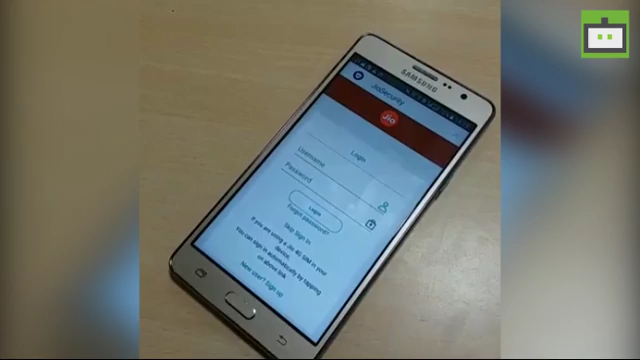 SAMSUNG
JioSecurity
Jio
Login
Username
Password
Login
Forgot password?
Skip Sign In
If you are using a Jio 4G SIM in your
device,
You can sign in automatically by tapping
on above link
New user? Sign up